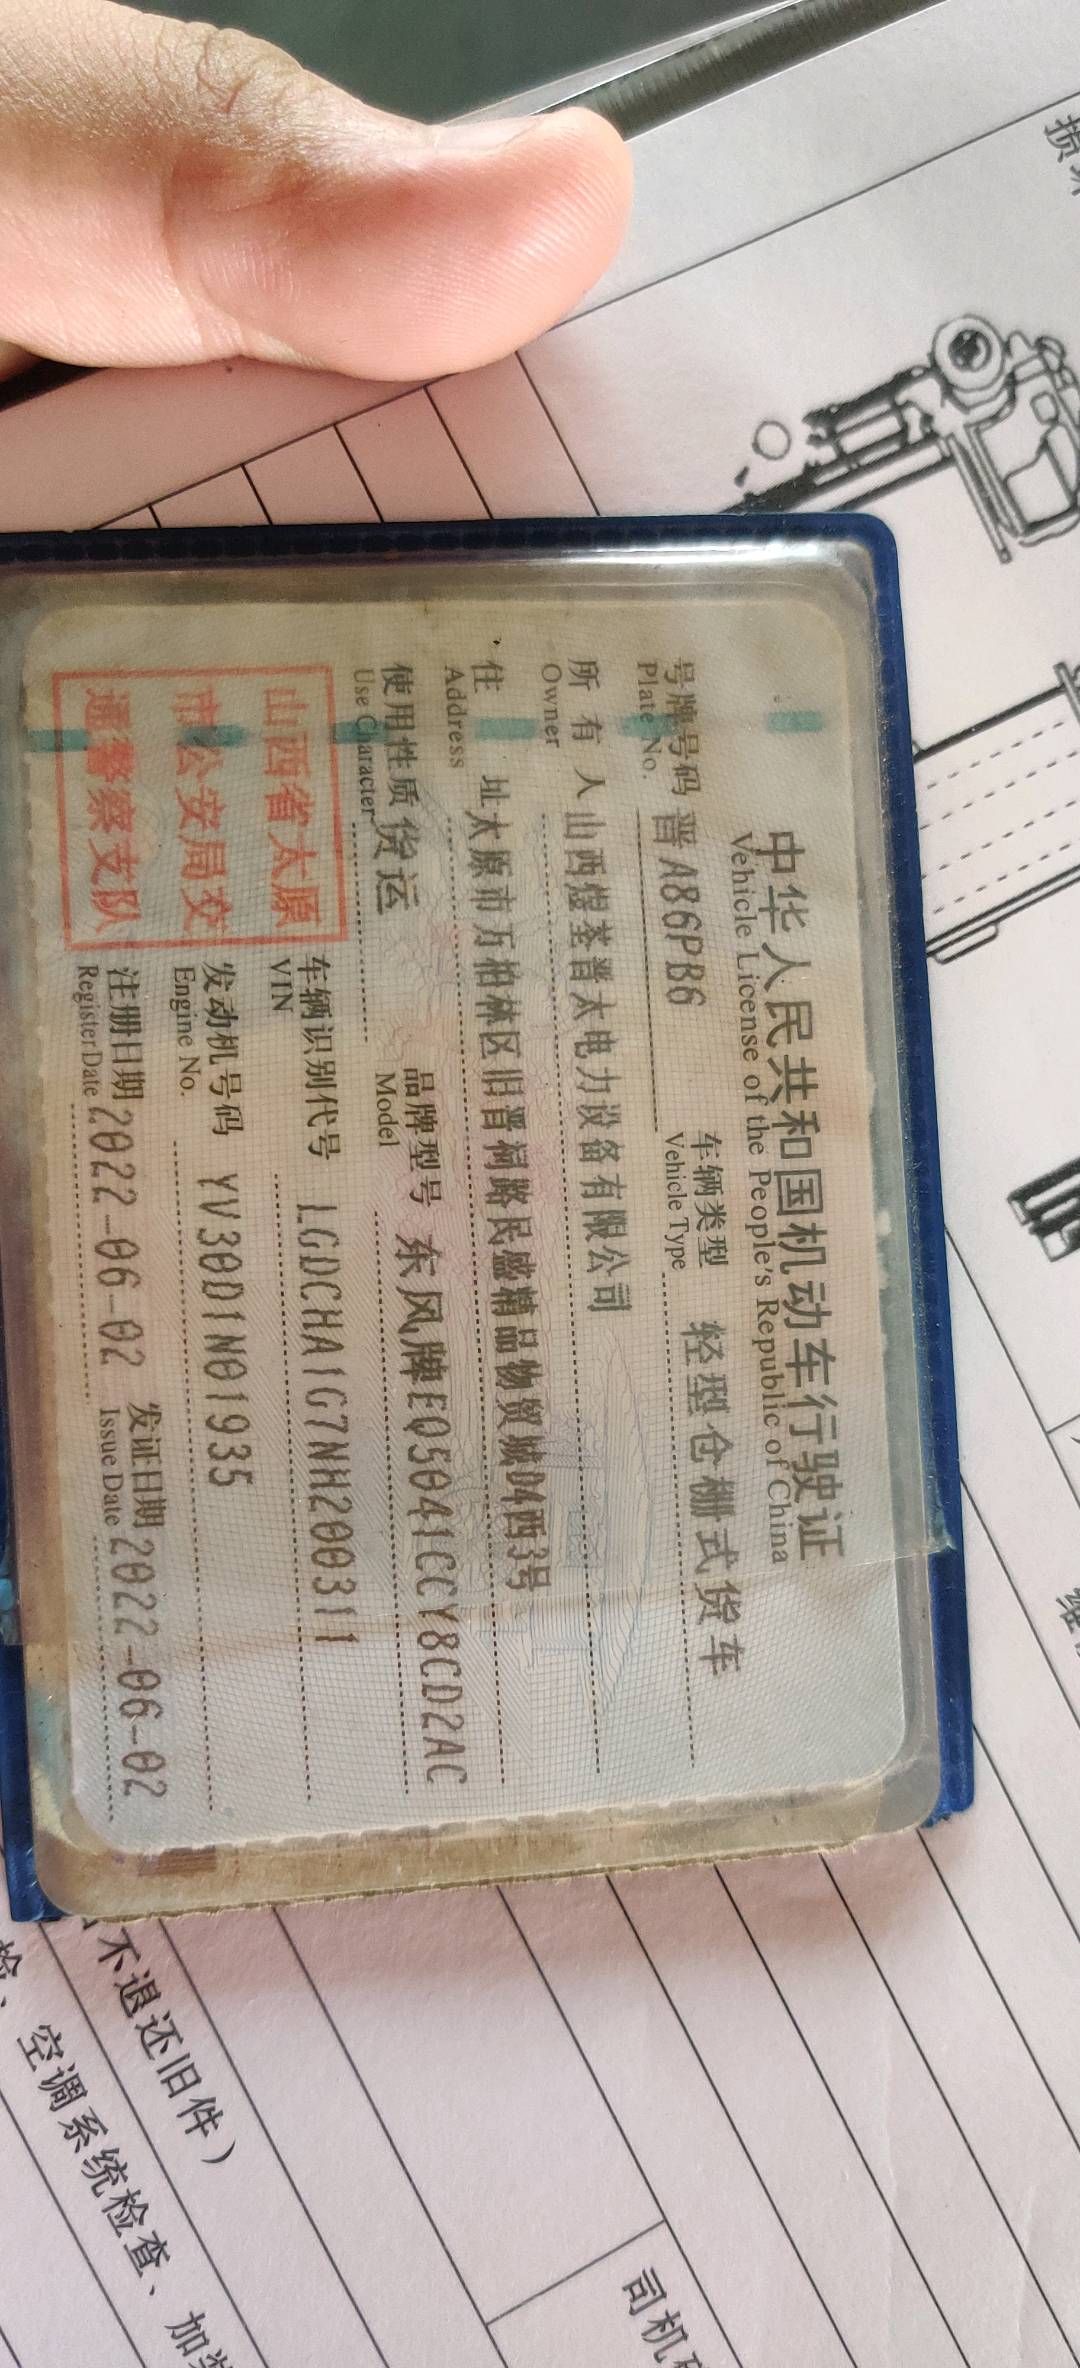 中华人民共和国机动车行驶证
Vehicle License of the People's Republic of China
号牌号码 晋A86PB6 车辆类型 轻型仓栅式货车
Plate No. Vehicle Type
所有人 山西煜荃晋太电力设备有限公司
Owner
住址 太原市万柏林区旧晋祠路民盛精品物贸城D4西3号
Address
使用性质 货运 品牌型号 东风牌EQ5041CCY8CD2AC
Use Character Model
山西省太原
市公安局交
通警察支队
车辆识别代号 LGDCHA1G7NH200311
VIN
发动机号码 YV30D1N01935
Engine No.
注册日期 2022-06-02 发证日期 2022-06-02
Register Date Issue Date
不退还旧件）
、空调系统检查、加
司机